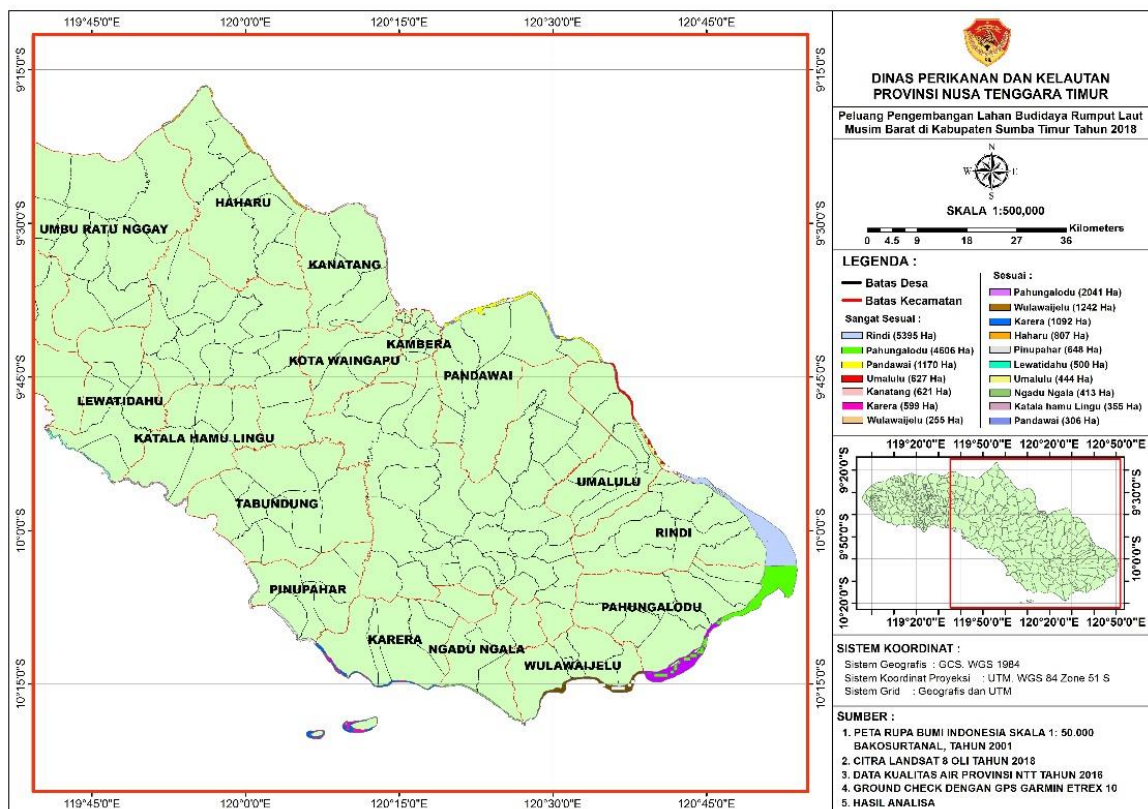 119°45'0"E 120°0'0"E 120°15'0"E 120°30'0"E 120°45'0"E
9°15'0"S 9°15'0"S
HAHARU
UMBU RATU NGGAY
9°30'0"S 9°30'0"S
KANATANG
KAMBERA
KOTA WAINGAPU
PANDAWAI
9°45'0"S 9°45'0"S
LEWATIDAHU
KATALA HAMU LINGU
UMALULU
TABUNDUNG
10°0'0"S 10°0'0"S
RINDI
PINUPAHAR
PAHUNGALODU
KARERA
NGADU NGALA
WULAWAIJELU
10°15'0"S 10°15'0"S
119°45'0"E 120°0'0"E 120°15'0"E 120°30'0"E 120°45'0"E
DINAS PERIKANAN DAN KELAUTAN
PROVINSI NUSA TENGGARA TIMUR
Peluang Pengembangan Lahan Budidaya Rumput Laut
Musim Barat di Kabupaten Sumba Timur Tahun 2018
N
W E
S
SKALA 1:500,000
Kilometers
0 4.5 9 18 27 36
LEGENDA :
Batas Desa
Batas Kecamatan
Sangat Sesuai :
Rindi (5395 Ha)
Pahungalodu (4606 Ha)
Pandawai (1170 Ha)
Umalulu (627 Ha)
Kanatang (621 Ha)
Karera (599 Ha)
Wulawaijelu (255 Ha)
Sesuai :
Pahungalodu (2041 Ha)
Wulawaijelu (1242 Ha)
Karera (1092 Ha)
Haharu (807 Ha)
Pinupahar (648 Ha)
Lewatidahu (500 Ha)
Umalulu (444 Ha)
Ngadu Ngala (413 Ha)
Katala hamu Lingu (355 Ha)
Pandawai (306 Ha)
119°20'0"E 119°50'0"E 120°20'0"E 120°50'0"E
9°20'0"S 9°30'0"S
9°50'0"S 10°0'0"S
10°20'0"S
119°20'0"E 119°50'0"E 120°20'0"E 120°50'0"E
SISTEM KOORDINAT :
Sistem Geografis : GCS. WGS 1984
Sistem Koordinat Proyeksi : UTM. WGS 84 Zone 51 S
Sistem Grid : Geografis dan UTM
SUMBER :
1. PETA RUPA BUMI INDONESIA SKALA 1: 50.000
BAKOSURTANAL, TAHUN 2001
2. CITRA LANDSAT 8 OLI TAHUN 2018
3. DATA KUALITAS AIR PROVINSI NTT TAHUN 2016
4. GROUND CHECK DENGAN GPS GARMIN ETREX 10
5. HASIL ANALISA